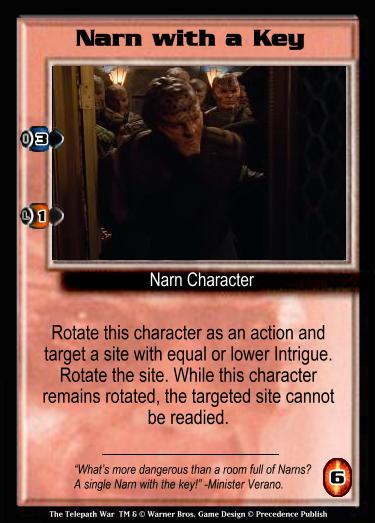 Narn with a Key
3
1
Narn Character
Rotate this character as an action and
target a site with equal or lower Intrigue.
Rotate the site. While this character
remains rotated, the targeted site cannot
be readied.
"What's more dangerous than a room full of Narns?
A single Narn with the key!" -Minister Verano.
6
The Telepath War TM & © Warner Bros. Game Design © Precedence Publish